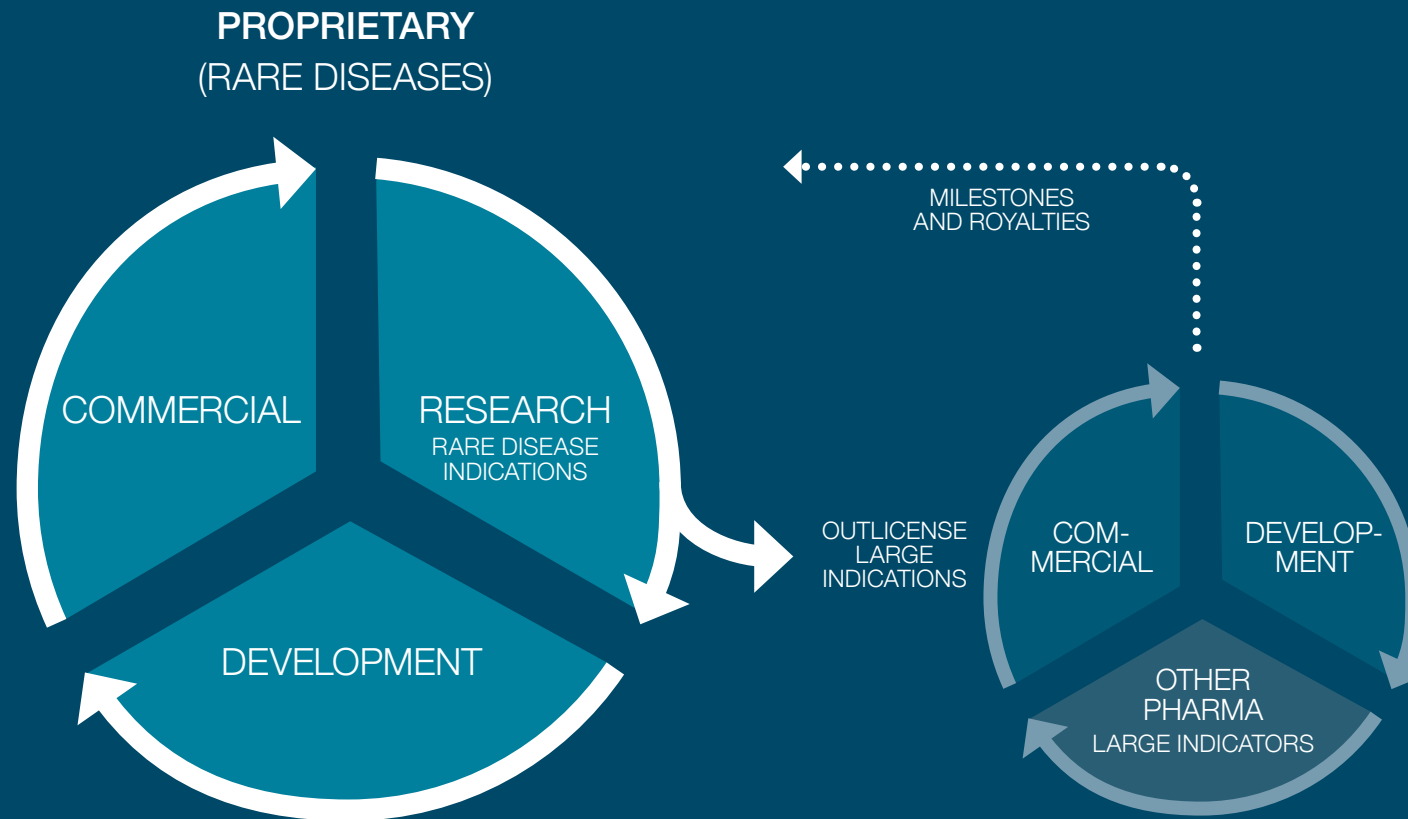 PROPRIETARY
(RARE DISEASES)
MILESTONES
AND ROYALTIES
COMMERCIAL
RESEARCH
RARE DISEASE
INDICATIONS
DEVELOPMENT
OUTLICENSE
LARGE
INDICATIONS
COM-
MERCIAL
DEVELOP-
MENT
OTHER
PHARMA
LARGE INDICATORS